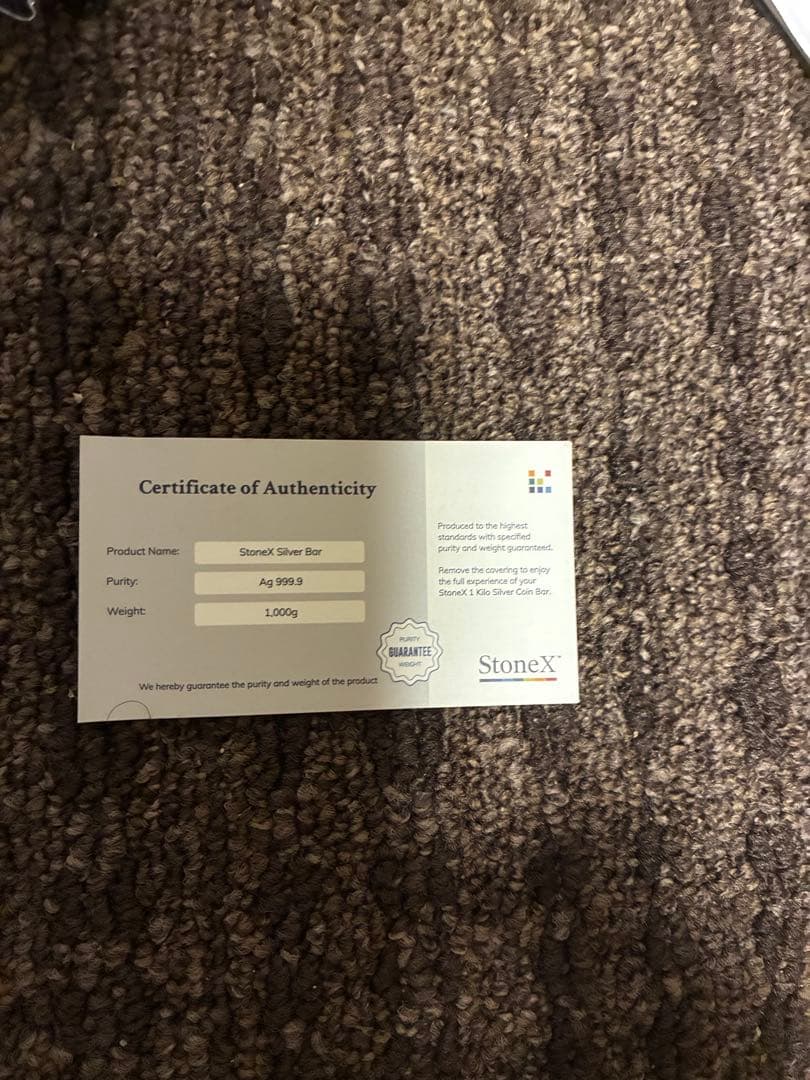 Certificate of Authenticity
Product Name: StoneX Silver Bar
Purity: Ag 999.9
Weight: 1,000g
We hereby guarantee the purity and weight of the product
PURITY
GUARANTEE
WEIGHT
Produced to the highest
standards with specified
purity and weight guaranteed.
Remove the covering to enjoy
the full experience of your
StoneX 1 Kilo Silver Coin Bar.
StoneX™